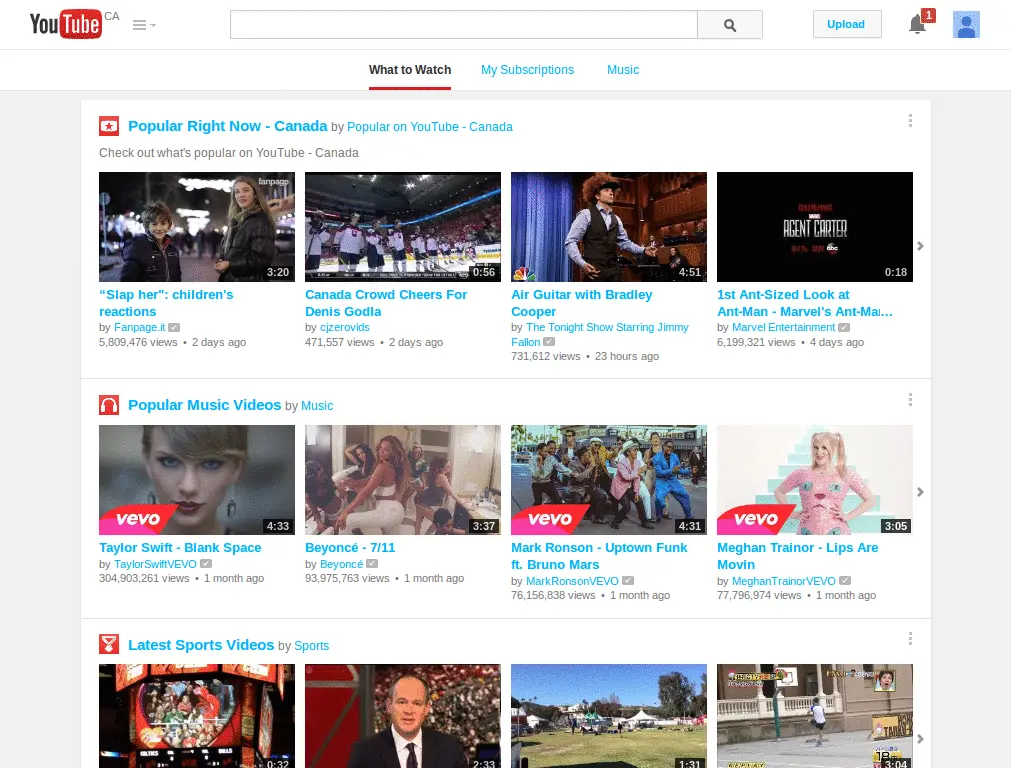 YouTube CA
Upload
1
What to Watch My Subscriptions Music
Popular Right Now - Canada by Popular on YouTube - Canada
Check out what's popular on YouTube - Canada
fanpage
3:20
0:56
4:51
MARVEL
AGENT CARTER
abc
0:18
“Slap her": children's
reactions
by Fanpage.it
5,809,476 views • 2 days ago
Canada Crowd Cheers For
Denis Godla
by cjzerovids
471,557 views • 2 days ago
Air Guitar with Bradley
Cooper
by The Tonight Show Starring Jimmy
Fallon
731,612 views • 23 hours ago
1st Ant-Sized Look at
Ant-Man - Marvel's Ant-Ma...
by Marvel Entertainment
6,199,321 views • 4 days ago
Popular Music Videos by Music
vevo
4:33
3:37
vevo
4:31
vevo
3:05
Taylor Swift - Blank Space
by TaylorSwiftVEVO
304,903,261 views • 1 month ago
Beyoncé - 7/11
by Beyoncé
93,975,763 views • 1 month ago
Mark Ronson - Uptown Funk
ft. Bruno Mars
by MarkRonsonVEVO
76,156,838 views • 1 month ago
Meghan Trainor - Lips Are
Movin
by MeghanTrainorVEVO
77,796,974 views • 1 month ago
Latest Sports Videos by Sports
CELTICS
BULLS
0:32
2:33
1:31
REPLAY
3:04